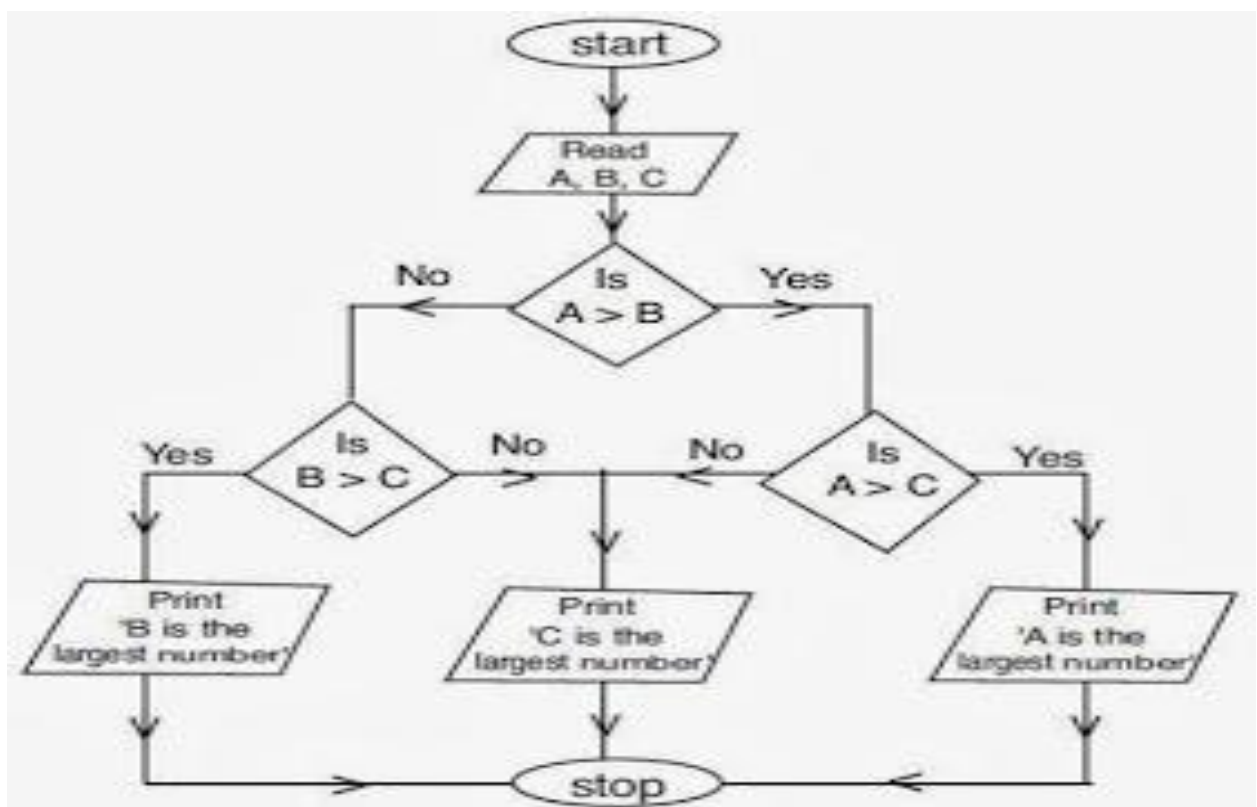 start
Read
A, B, C
No
Is
A > B
Yes
Yes
Is
B > C
No
No
Is
A > C
Yes
Print
'B is the
largest number'
Print
'C is the
largest number'
Print
'A is the
largest number'
stop